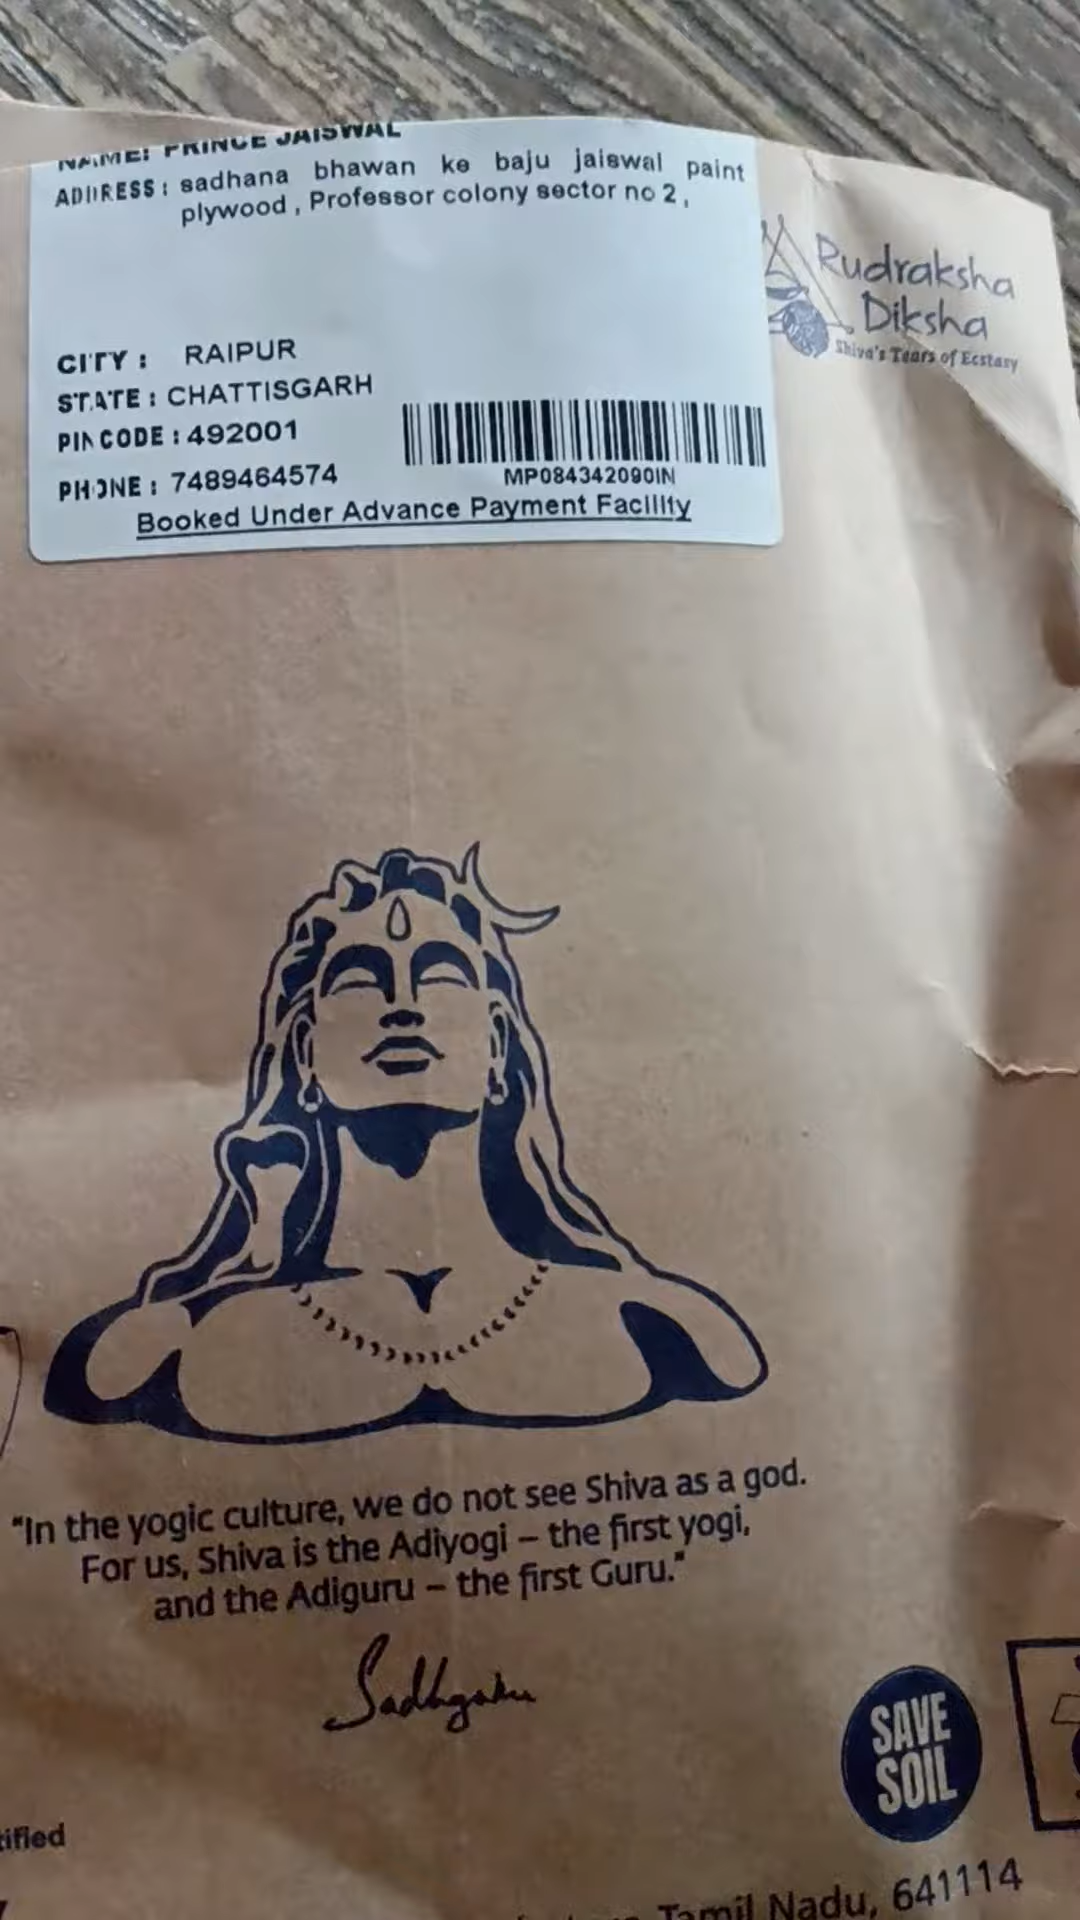 NAME: PRINCE JAISWAL
ADDRESS : sadhana bhawan ke baju jaiswal paint
plywood , Professor colony sector no 2 ,
CITY : RAIPUR
STATE : CHATTISGARH
PIN CODE : 492001
PHONE : 7489464574
MP084342090IN
Booked Under Advance Payment Facility
Rudraksha
Diksha
Shiva's Tears of Ecstasy
"In the yogic culture, we do not see Shiva as a god.
For us, Shiva is the Adiyogi – the first yogi,
and the Adiguru – the first Guru."
Sadhguru
SAVE
SOIL
tified
Tamil Nadu, 641114